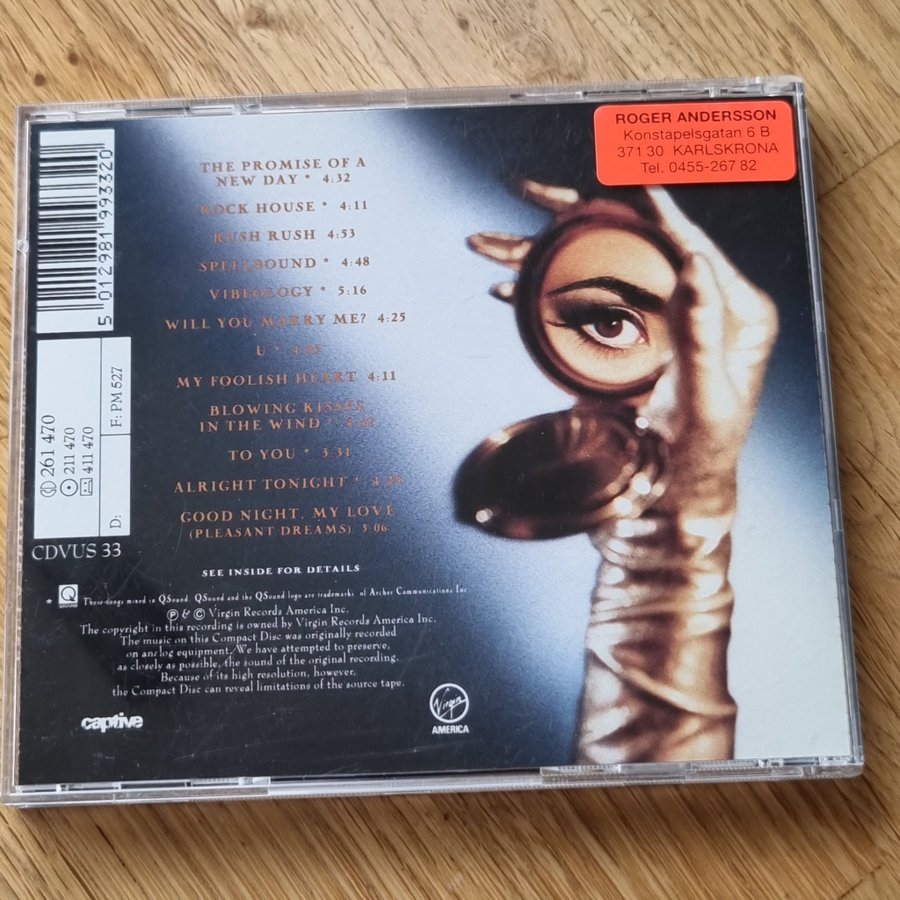 ROGER ANDERSSON
Konstapelsgatan 6 B
371 30 KARLSKRONA
Tel. 0455-267 82
THE PROMISE OF A
NEW DAY * 4:32
ROCK HOUSE * 4:11
RUSH RUSH 4:53
SPELLBOUND * 4:48
VIBEOLOGY * 5:16
WILL YOU MARRY ME? 4:25
U *
MY FOOLISH HEART 4:11
BLOWING KISSES
IN THE WIND *
TO YOU * 3:31
ALRIGHT TONIGHT *
GOOD NIGHT, MY LOVE
(PLEASANT DREAMS) 3:06
SEE INSIDE FOR DETAILS
* Q QSOUND These songs mixed in QSound. QSound and the QSound logo are trademarks of Archer Communications Inc
℗ & © Virgin Records America Inc.
The copyright in this recording is owned by Virgin Records America Inc.
The music on this Compact Disc was originally recorded
on analog equipment. We have attempted to preserve,
as closely as possible, the sound of the original recording.
Because of its high resolution, however,
the Compact Disc can reveal limitations of the source tape.
captive
Virgin
AMERICA
5 012981 993320
261 470
211 470
411 470
F: PM 527
D:
CDVUS 33